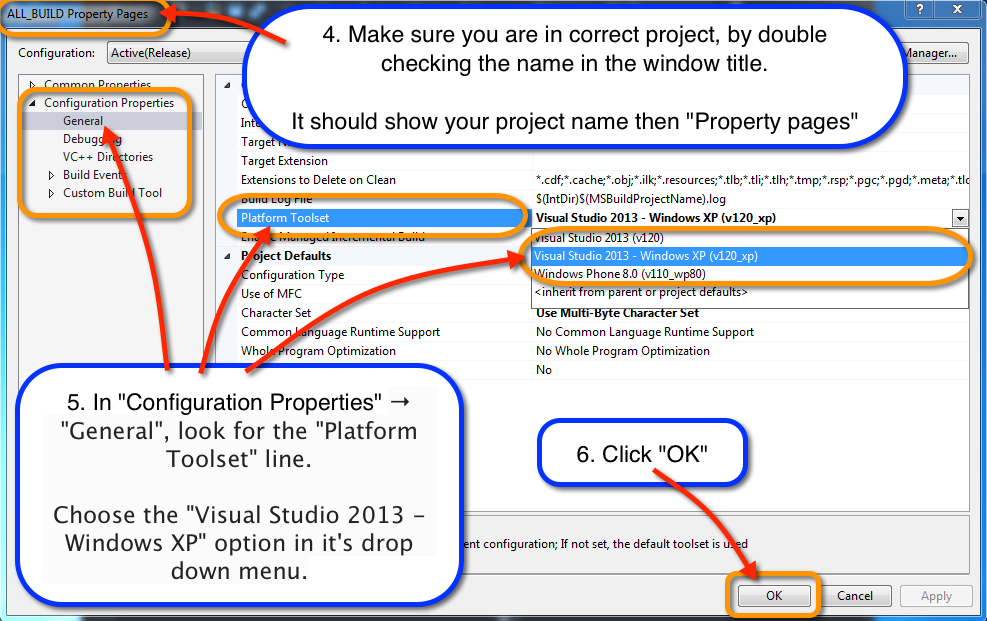 ALL_BUILD Property Pages
?
X
4. Make sure you are in correct project, by double
checking the name in the window title.
It should show your project name then "Property pages"
Configuration:
Active(Release)
Manager...
Common Properties
Configuration Properties
General
Debugging
VC++ Directories
Build Events
Custom Build Tool
Target Extension
Extensions to Delete on Clean
*.cdf;*.cache;*.obj;*.ilk;*.resources;*.tlb;*.tli;*.tlh;*.tmp;*.rsp;*.pgc;*.pgd;*.meta;*.tlo
Build Log File
$(IntDir)$(MSBuildProjectName).log
Platform Toolset
Visual Studio 2013 - Windows XP (v120_xp)
Enable Managed Incremental Build
Visual Studio 2013 (v120)
Visual Studio 2013 - Windows XP (v120_xp)
Windows Phone 8.0 (v110_wp80)
<inherit from parent or project defaults>
Project Defaults
Configuration Type
Use of MFC
Character Set
Use Multi-Byte Character Set
Common Language Runtime Support
No Common Language Runtime Support
Whole Program Optimization
No Whole Program Optimization
No
5. In "Configuration Properties" →
"General", look for the "Platform
Toolset" line.
Choose the "Visual Studio 2013 -
Windows XP" option in it's drop
down menu.
6. Click "OK"
ent configuration; If not set, the default toolset is used
OK
Cancel
Apply